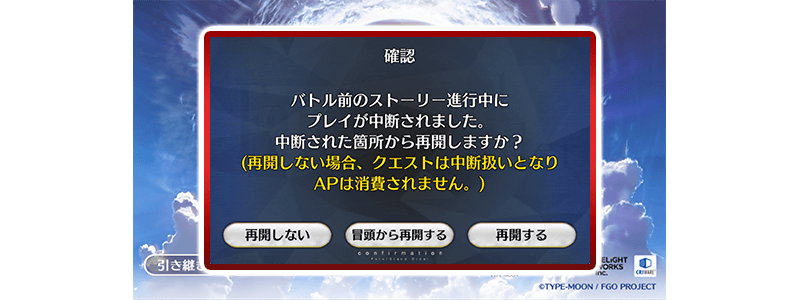 確認
バトル前のストーリー進行中に
プレイが中断されました。
中断された箇所から再開しますか？
(再開しない場合、クエストは中断扱いとなり
APは消費されません。)
再開しない
冒頭から再開する
再開する
confirmation
引き継ぎ
ELIGHT
WORKS
Inc.
CRIWARE
©TYPE-MOON / FGO PROJECT